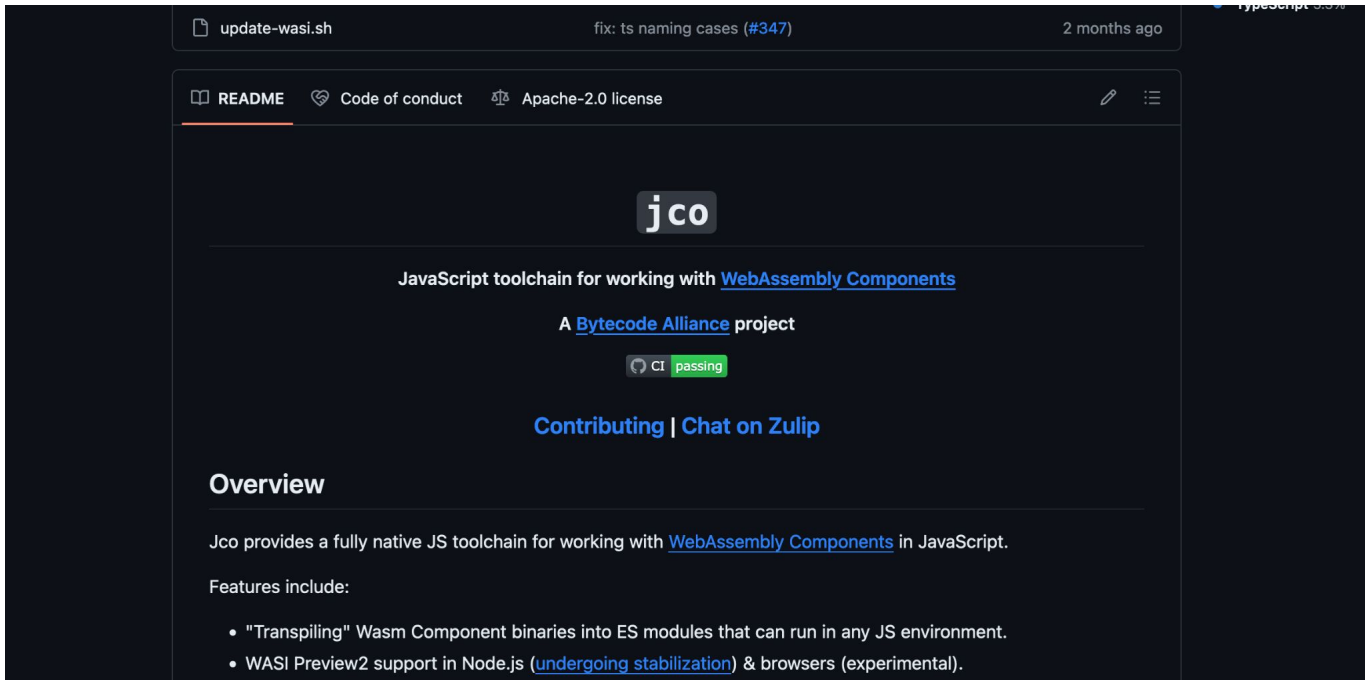 TypeScript 3.3%
update-wasi.sh fix: ts naming cases (#347) 2 months ago
README Code of conduct Apache-2.0 license
jco
JavaScript toolchain for working with WebAssembly Components
A Bytecode Alliance project
CI passing
Contributing | Chat on Zulip
Overview
Jco provides a fully native JS toolchain for working with WebAssembly Components in JavaScript.
Features include:
• "Transpiling" Wasm Component binaries into ES modules that can run in any JS environment.
• WASI Preview2 support in Node.js (undergoing stabilization) & browsers (experimental).